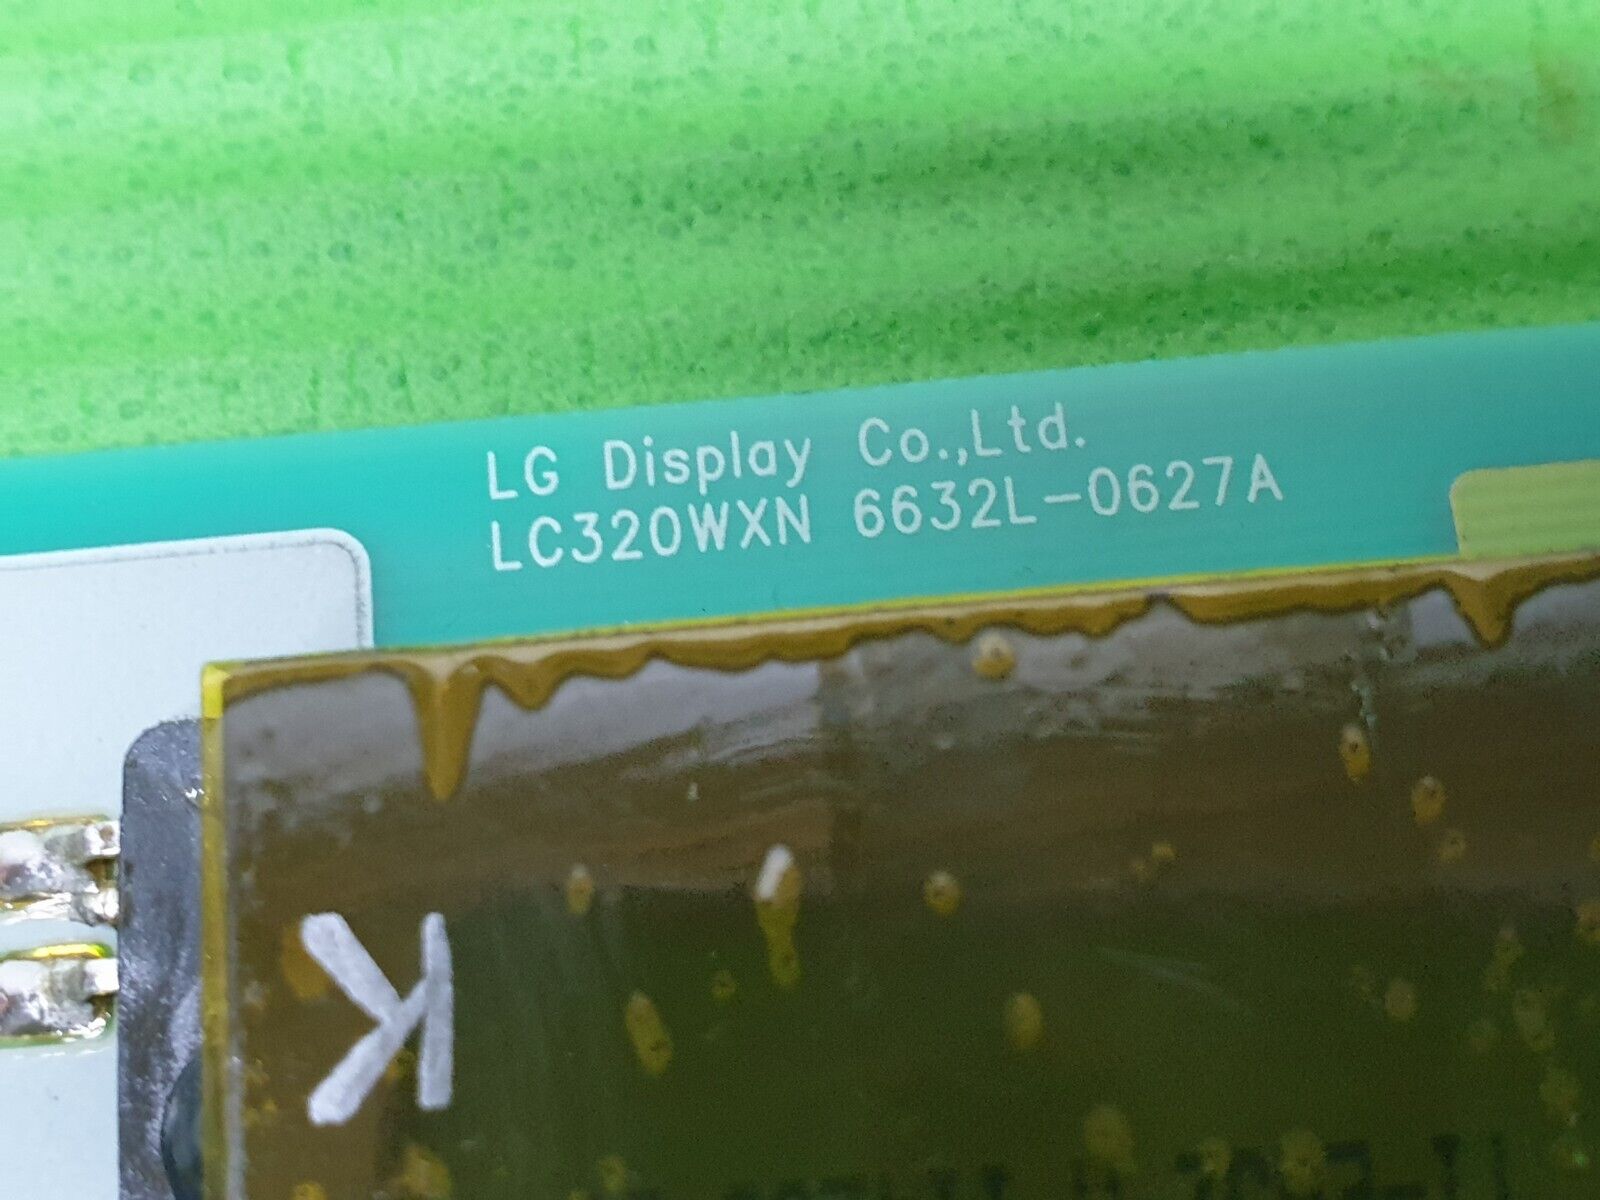 LG Display Co.,Ltd.
LC320WXN 6632L-0627A
K